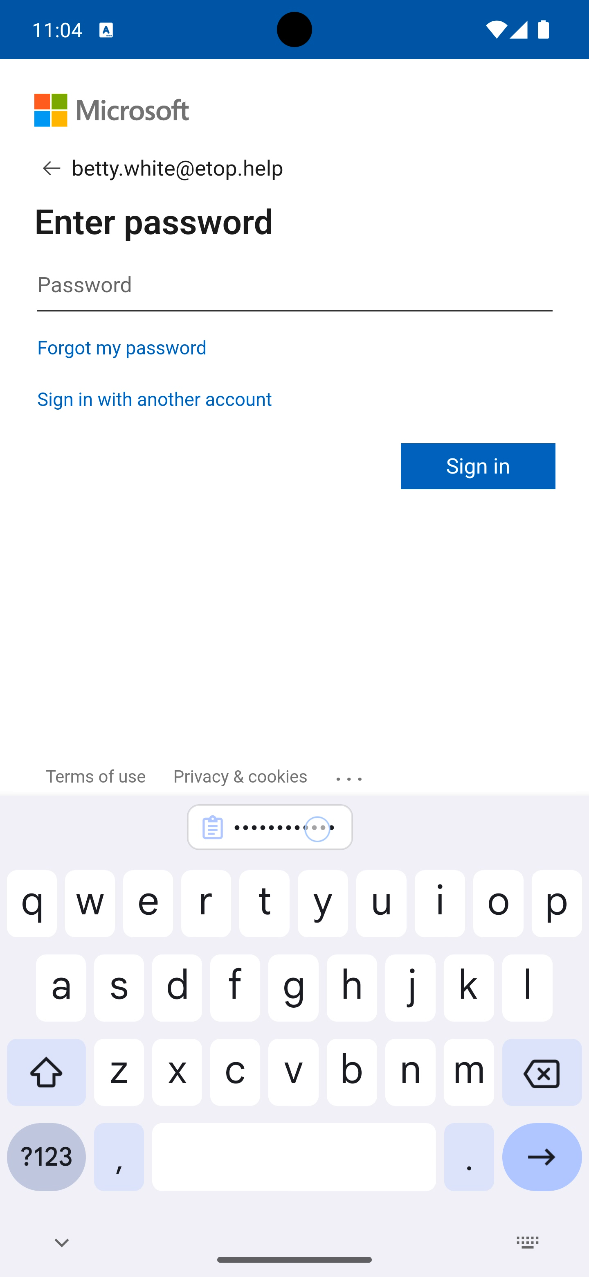 11:04
Microsoft
betty.white@etop.help
Enter password
Password
Forgot my password
Sign in with another account
Sign in
Terms of use Privacy & cookies ...
••••••••••••
q w e r t y u i o p
a s d f g h j k l
z x c v b n m
?123 , .